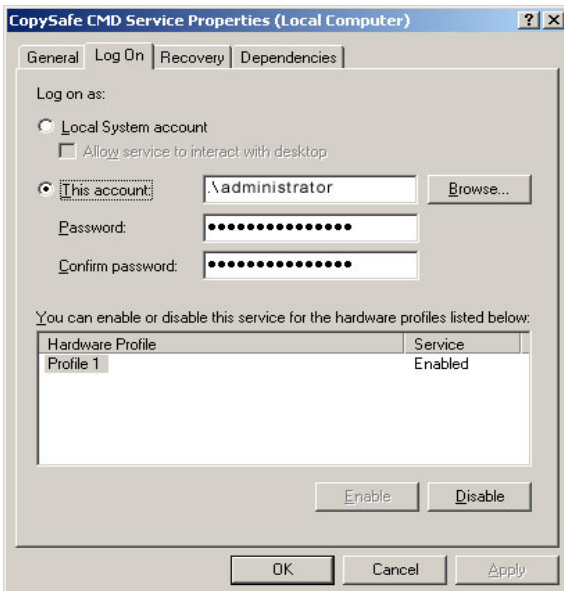 CopySafe CMD Service Properties (Local Computer) ? ×
General Log On Recovery Dependencies
Log on as:
Local System account
Allow service to interact with desktop
This account: .\administrator Browse...
Password: •••••••••••••••
Confirm password: •••••••••••••••
You can enable or disable this service for the hardware profiles listed below:
Hardware Profile Service
Profile 1 Enabled
Enable Disable
OK Cancel Apply